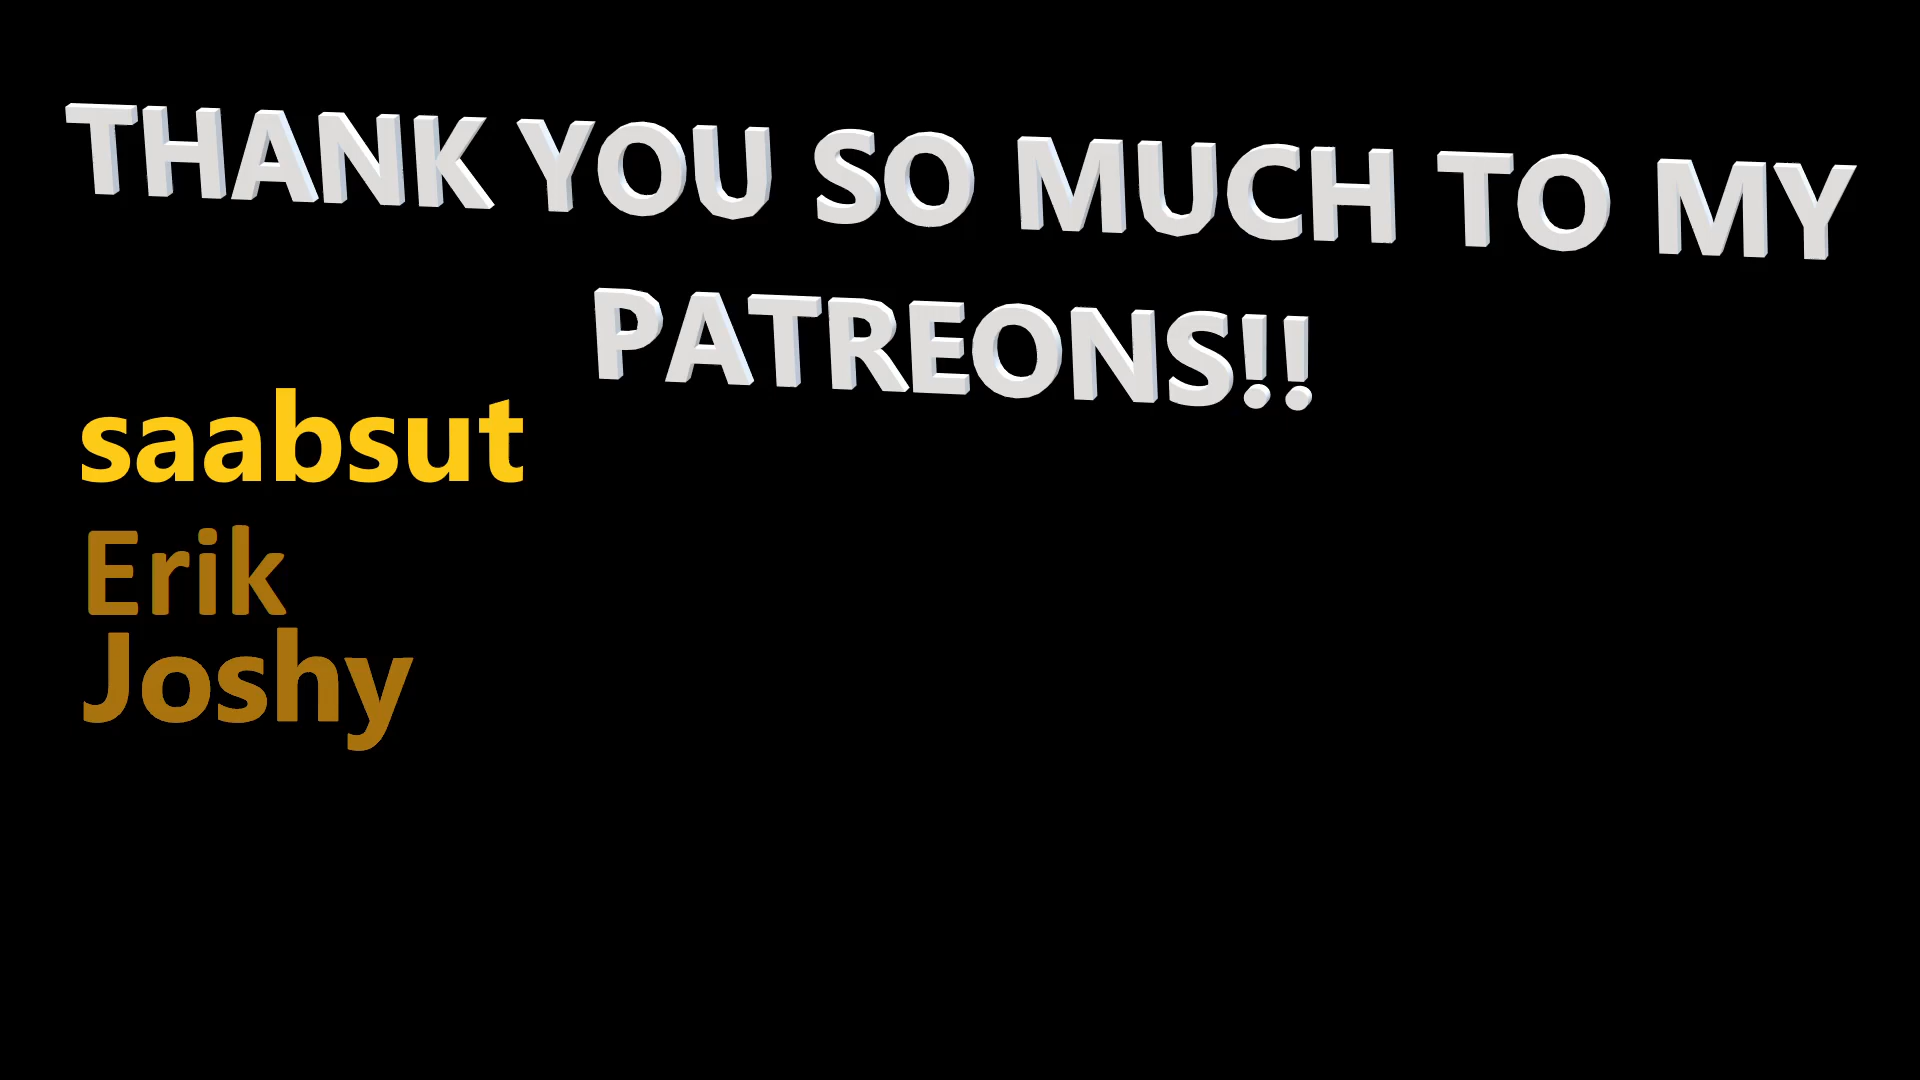 THANK YOU SO MUCH TO MY
PATREONS!!
saabsut
Erik
Joshy